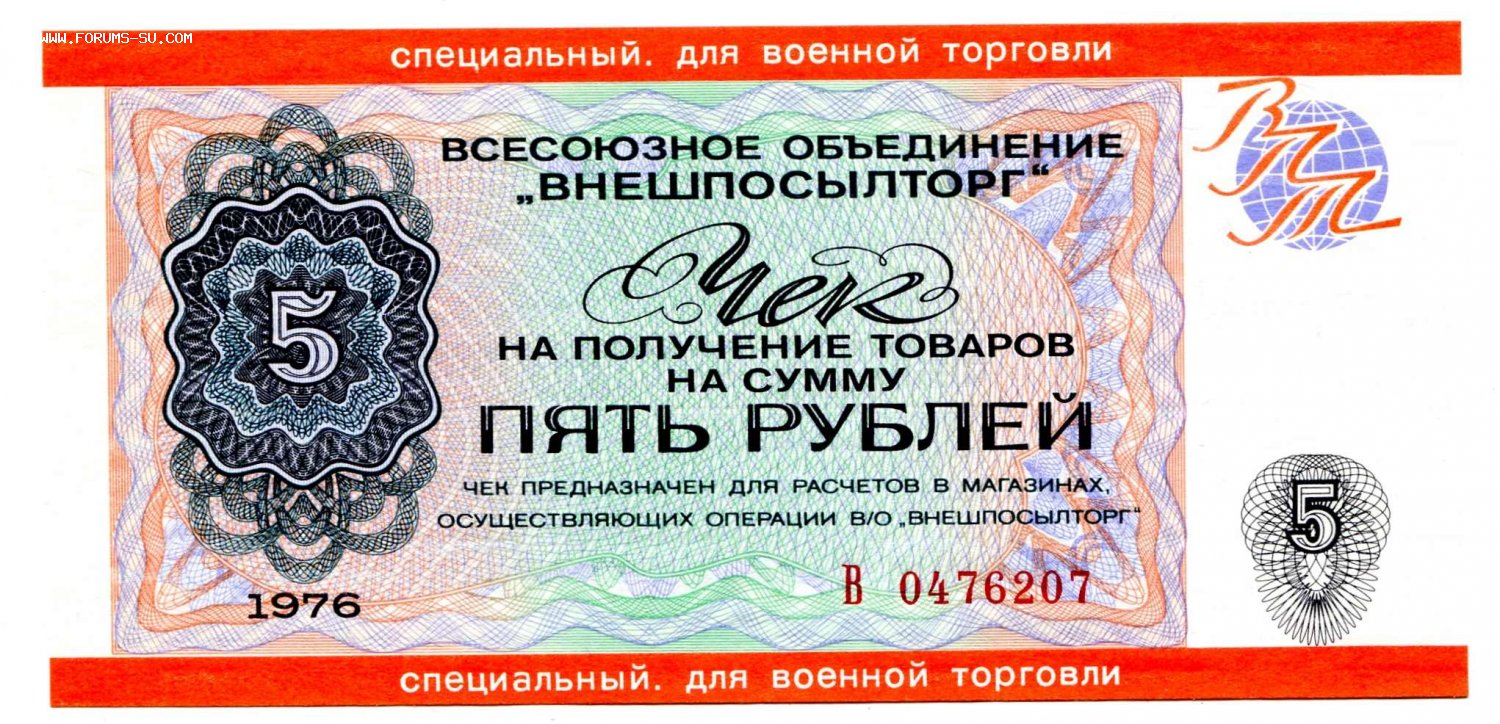 WWW.FORUMS-SU.COM
специальный. для военной торговли
ВСЕСОЮЗНОЕ ОБЪЕДИНЕНИЕ
„ВНЕШПОСЫЛТОРГ“
ВПТ
Чек
НА ПОЛУЧЕНИЕ ТОВАРОВ
НА СУММУ
5
ПЯТЬ РУБЛЕЙ
ЧЕК ПРЕДНАЗНАЧЕН ДЛЯ РАСЧЕТОВ В МАГАЗИНАХ,
ОСУЩЕСТВЛЯЮЩИХ ОПЕРАЦИИ В/О „ВНЕШПОСЫЛТОРГ“
5
В 0476207
1976
специальный. для военной торговли